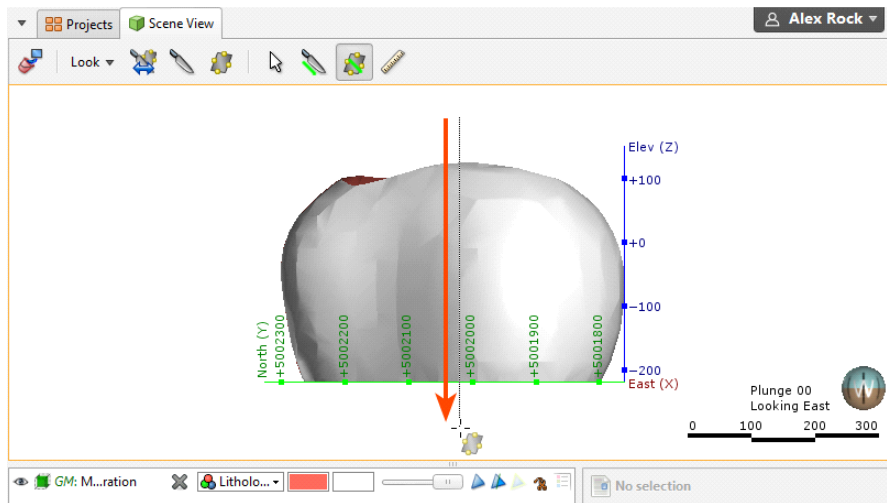 Projects
Scene View
Alex Rock
Look
Elev (Z)
+100
+0
−100
−200
North (Y)
+5002300
+5002200
+5002100
+5002000
+5001900
+5001800
East (X)
Plunge 00
Looking East
0 100 200 300
GM: M...ration
Litholo...
No selection